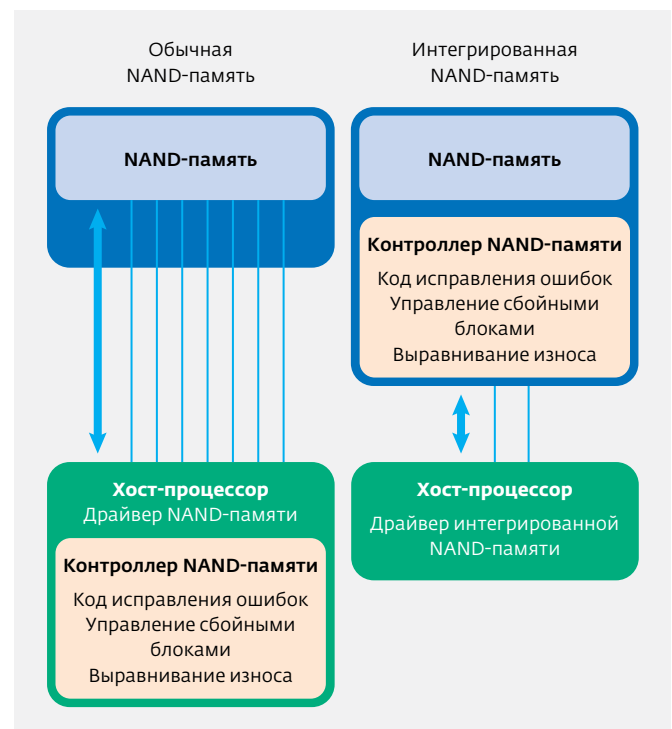 Обычная
NAND-память
NAND-память
Хост-процессор
Драйвер NAND-памяти
Контроллер NAND-памяти
Код исправления ошибок
Управление сбойными
блоками
Выравнивание износа
Интегрированная
NAND-память
NAND-память
Контроллер NAND-памяти
Код исправления ошибок
Управление сбойными
блоками
Выравнивание износа
Хост-процессор
Драйвер интегрированной
NAND-памяти